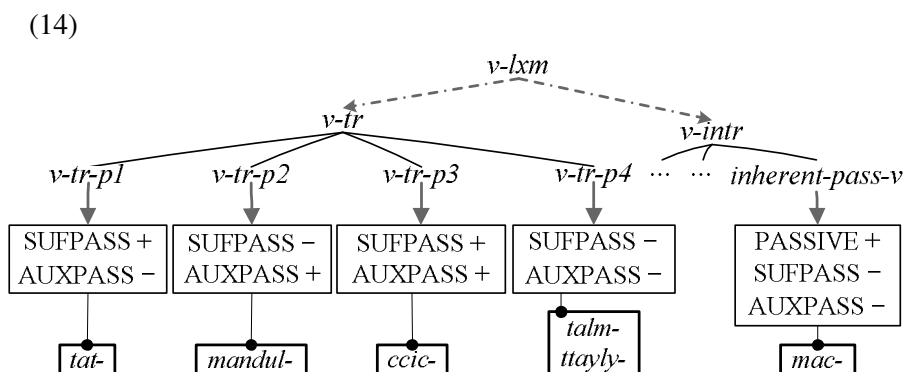 (14)
v-lxm
v-tr v-intr
v-tr-p1 v-tr-p2 v-tr-p3 v-tr-p4 ... ... inherent-pass-v
SUFPASS + SUFPASS − SUFPASS + SUFPASS − PASSIVE +
AUXPASS − AUXPASS + AUXPASS + AUXPASS − SUFPASS −
AUXPASS −
talm-
tat- mandul- ccic- ttayly- mac-